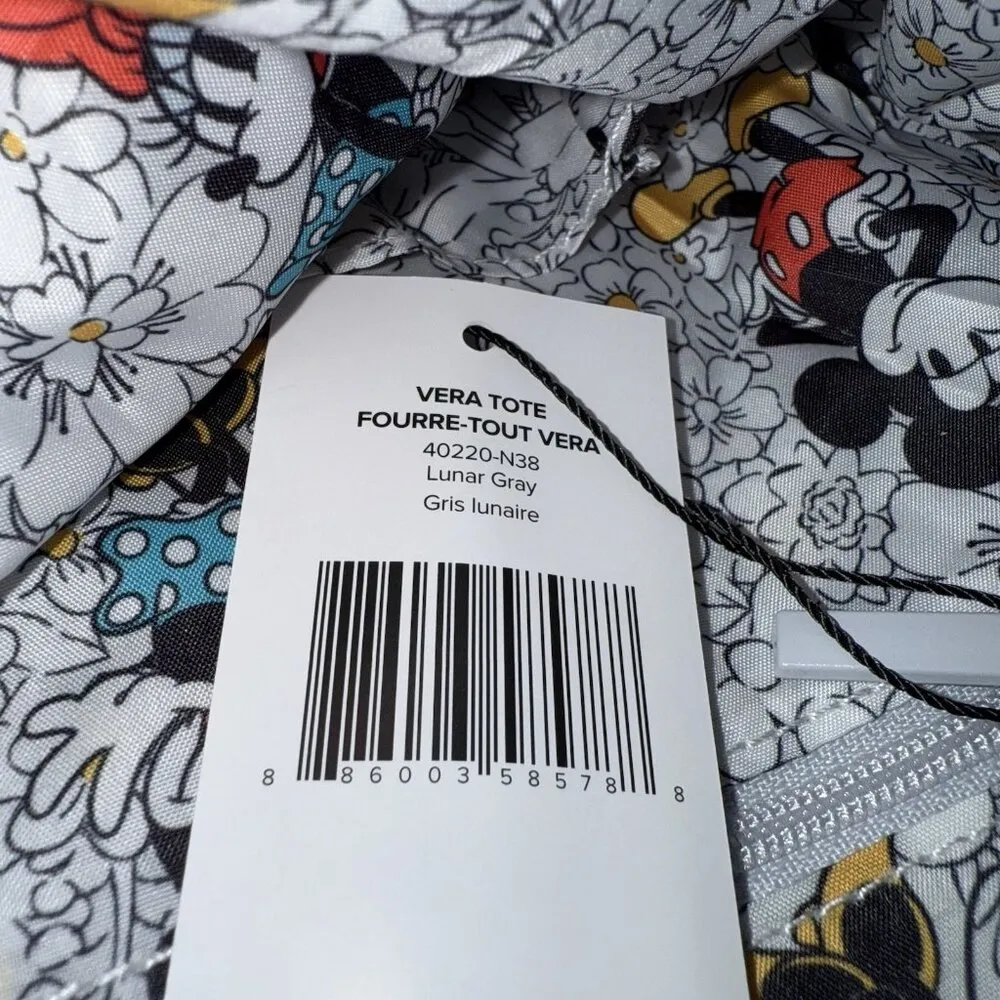 VERA TOTE
FOURRE-TOUT VERA
40220-N38
Lunar Gray
Gris lunaire
8 86003 58578 8